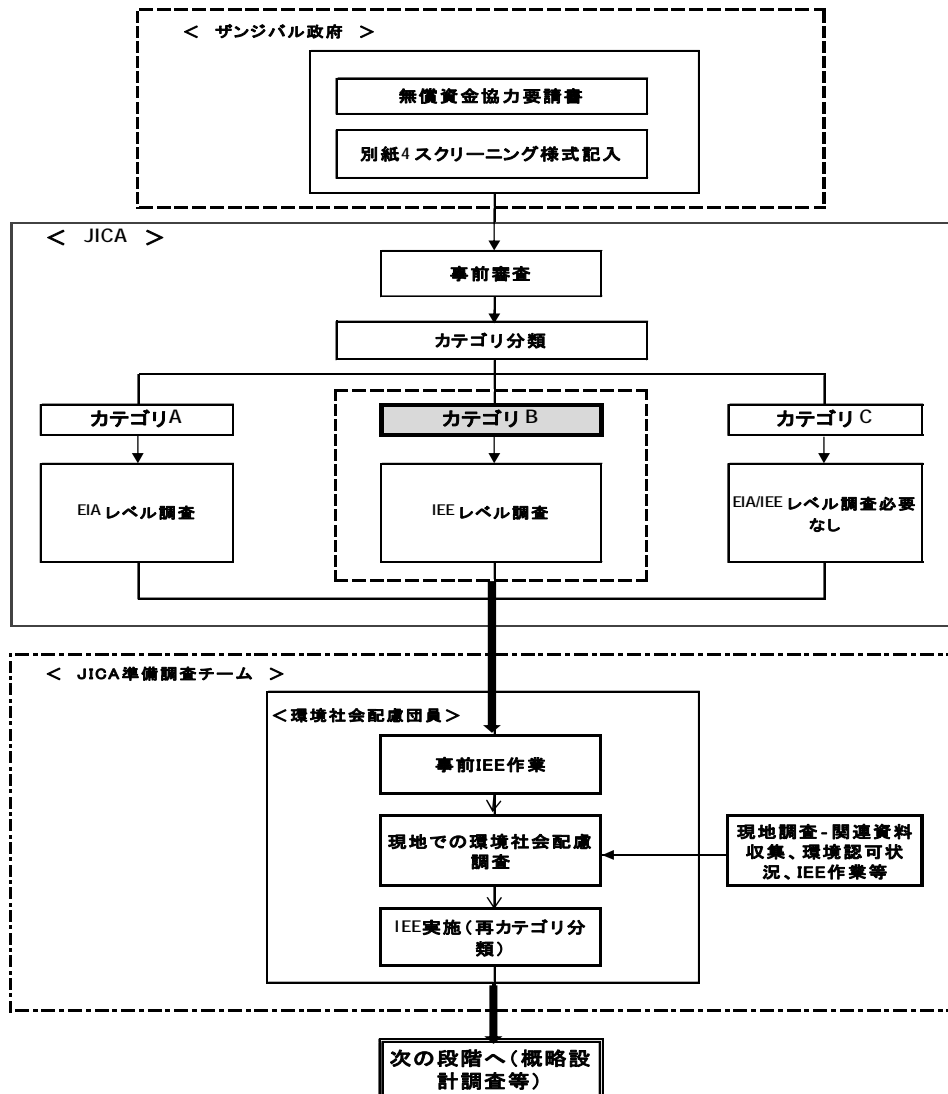 ＜ ザンジバル政府 ＞
無償資金協力要請書
別紙4 スクリーニング様式記入
＜ JICA ＞
事前審査
カテゴリ分類
カテゴリA
カテゴリB
カテゴリC
EIAレベル調査
IEEレベル調査
EIA/IEEレベル調査必要
なし
＜ JICA準備調査チーム ＞
＜環境社会配慮団員＞
事前IEE作業
現地での環境社会配慮
調査
現地調査-関連資料
収集、環境認可状
況、IEE作業等
IEE実施（再カテゴリ分
類）
次の段階へ（概略設
計調査等）